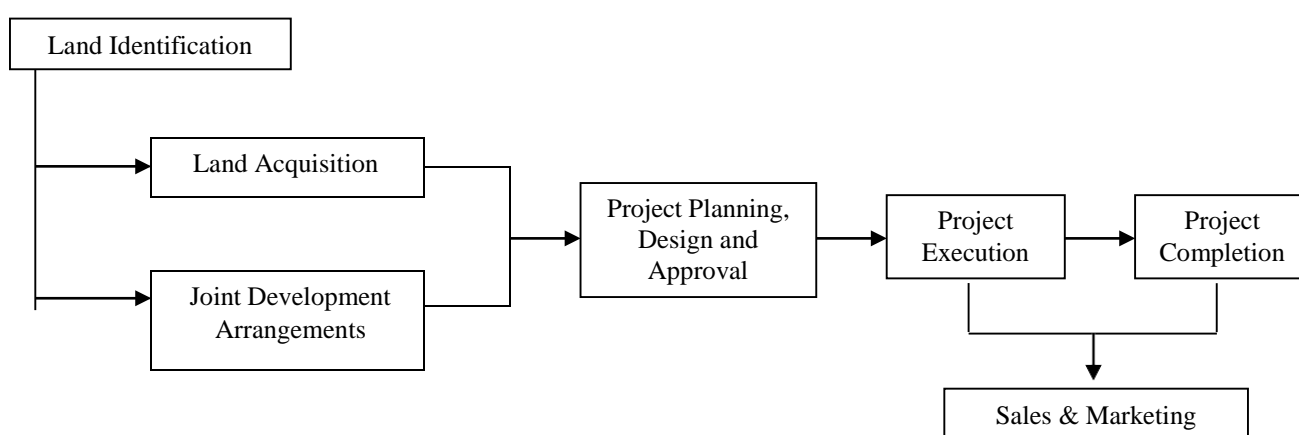 Land Identification
Land Acquisition
Joint Development
Arrangements
Project Planning,
Design and
Approval
Project
Execution
Project
Completion
Sales & Marketing